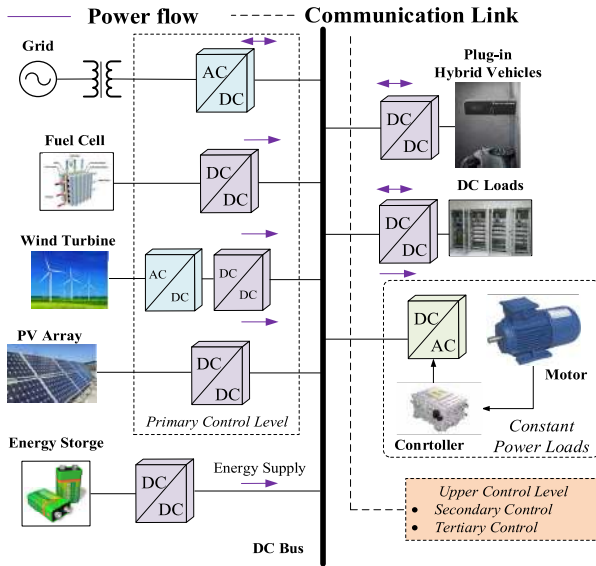 Power flow
Communication Link
Grid
AC
DC
Plug-in
Hybrid Vehicles
DC
DC
Fuel Cell
DC
DC
DC Loads
DC
DC
Wind Turbine
AC
DC
DC
DC
PV Array
DC
DC
DC
AC
Motor
Primary Control Level
Conrtoller
Constant
Power Loads
Energy Storge
DC
DC
Energy Supply
Upper Control Level
• Secondary Control
• Tertiary Control
DC Bus